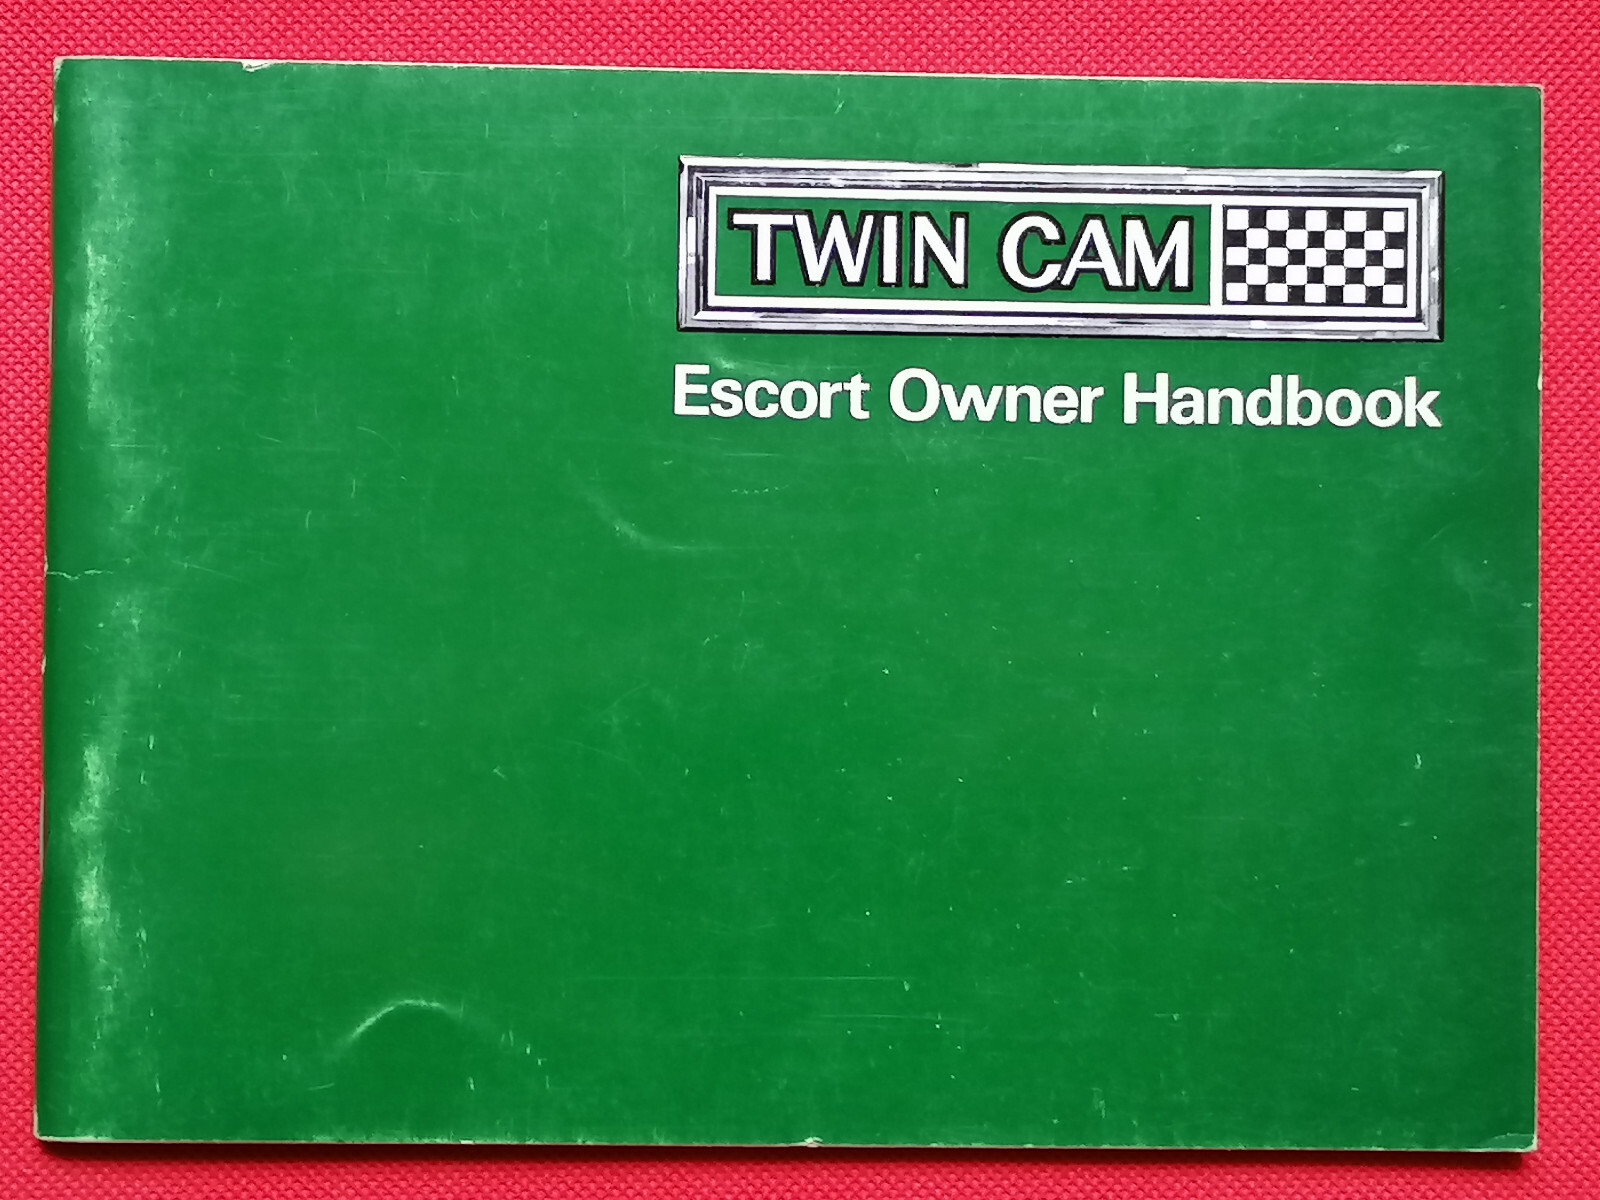 TWIN CAM
Escort Owner Handbook